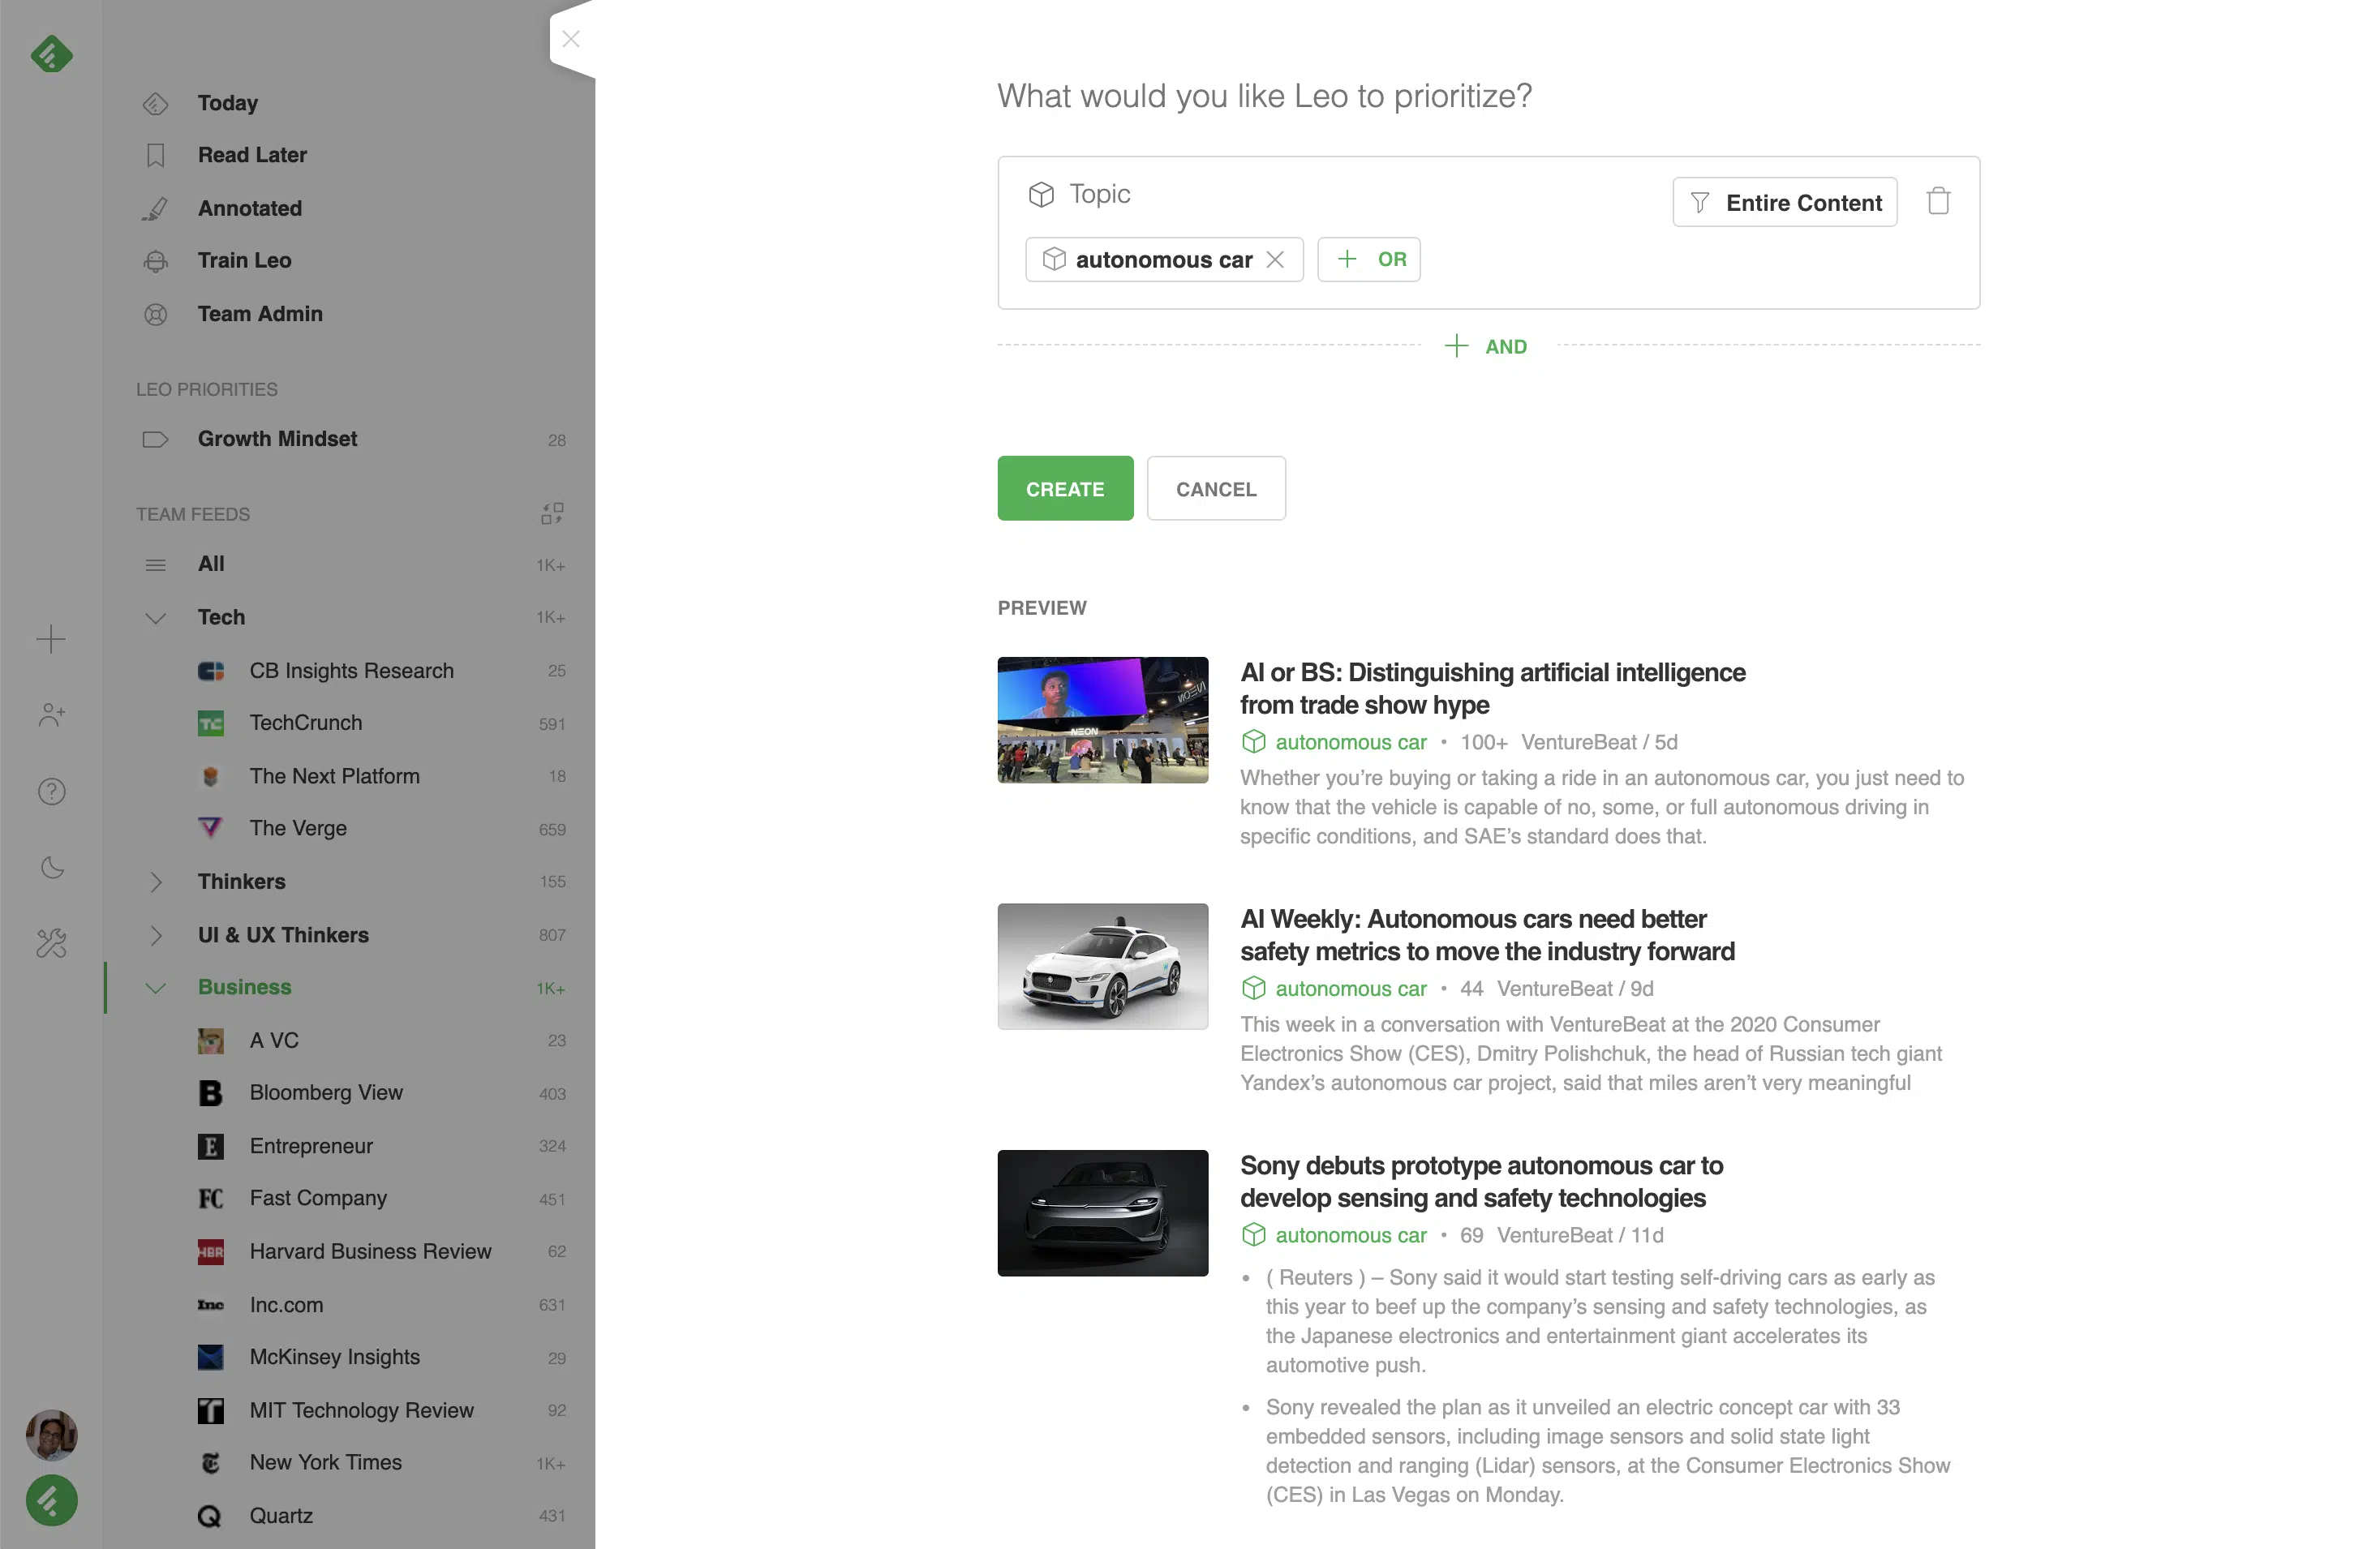 Today
Read Later
Annotated
Train Leo
Team Admin
LEO PRIORITIES
Growth Mindset 28
TEAM FEEDS
All 1K+
Tech 1K+
CB Insights Research 25
TC TechCrunch 591
The Next Platform 18
The Verge 659
Thinkers 155
UI & UX Thinkers 807
Business 1K+
A VC 23
B Bloomberg View 403
E Entrepreneur 324
FC Fast Company 451
HBR Harvard Business Review 62
Inc Inc.com 631
McKinsey Insights 29
T MIT Technology Review 92
New York Times 1K+
Q Quartz 431
What would you like Leo to prioritize?
Topic
Entire Content
autonomous car
OR
AND
CREATE
CANCEL
PREVIEW
NEON
NEON
AI or BS: Distinguishing artificial intelligence
from trade show hype
autonomous car • 100+ VentureBeat / 5d
Whether you’re buying or taking a ride in an autonomous car, you just need to
know that the vehicle is capable of no, some, or full autonomous driving in
specific conditions, and SAE’s standard does that.
AI Weekly: Autonomous cars need better
safety metrics to move the industry forward
autonomous car • 44 VentureBeat / 9d
This week in a conversation with VentureBeat at the 2020 Consumer
Electronics Show (CES), Dmitry Polishchuk, the head of Russian tech giant
Yandex’s autonomous car project, said that miles aren’t very meaningful
Sony debuts prototype autonomous car to
develop sensing and safety technologies
autonomous car • 69 VentureBeat / 11d
• ( Reuters ) – Sony said it would start testing self-driving cars as early as
this year to beef up the company’s sensing and safety technologies, as
the Japanese electronics and entertainment giant accelerates its
automotive push.
• Sony revealed the plan as it unveiled an electric concept car with 33
embedded sensors, including image sensors and solid state light
detection and ranging (Lidar) sensors, at the Consumer Electronics Show
(CES) in Las Vegas on Monday.